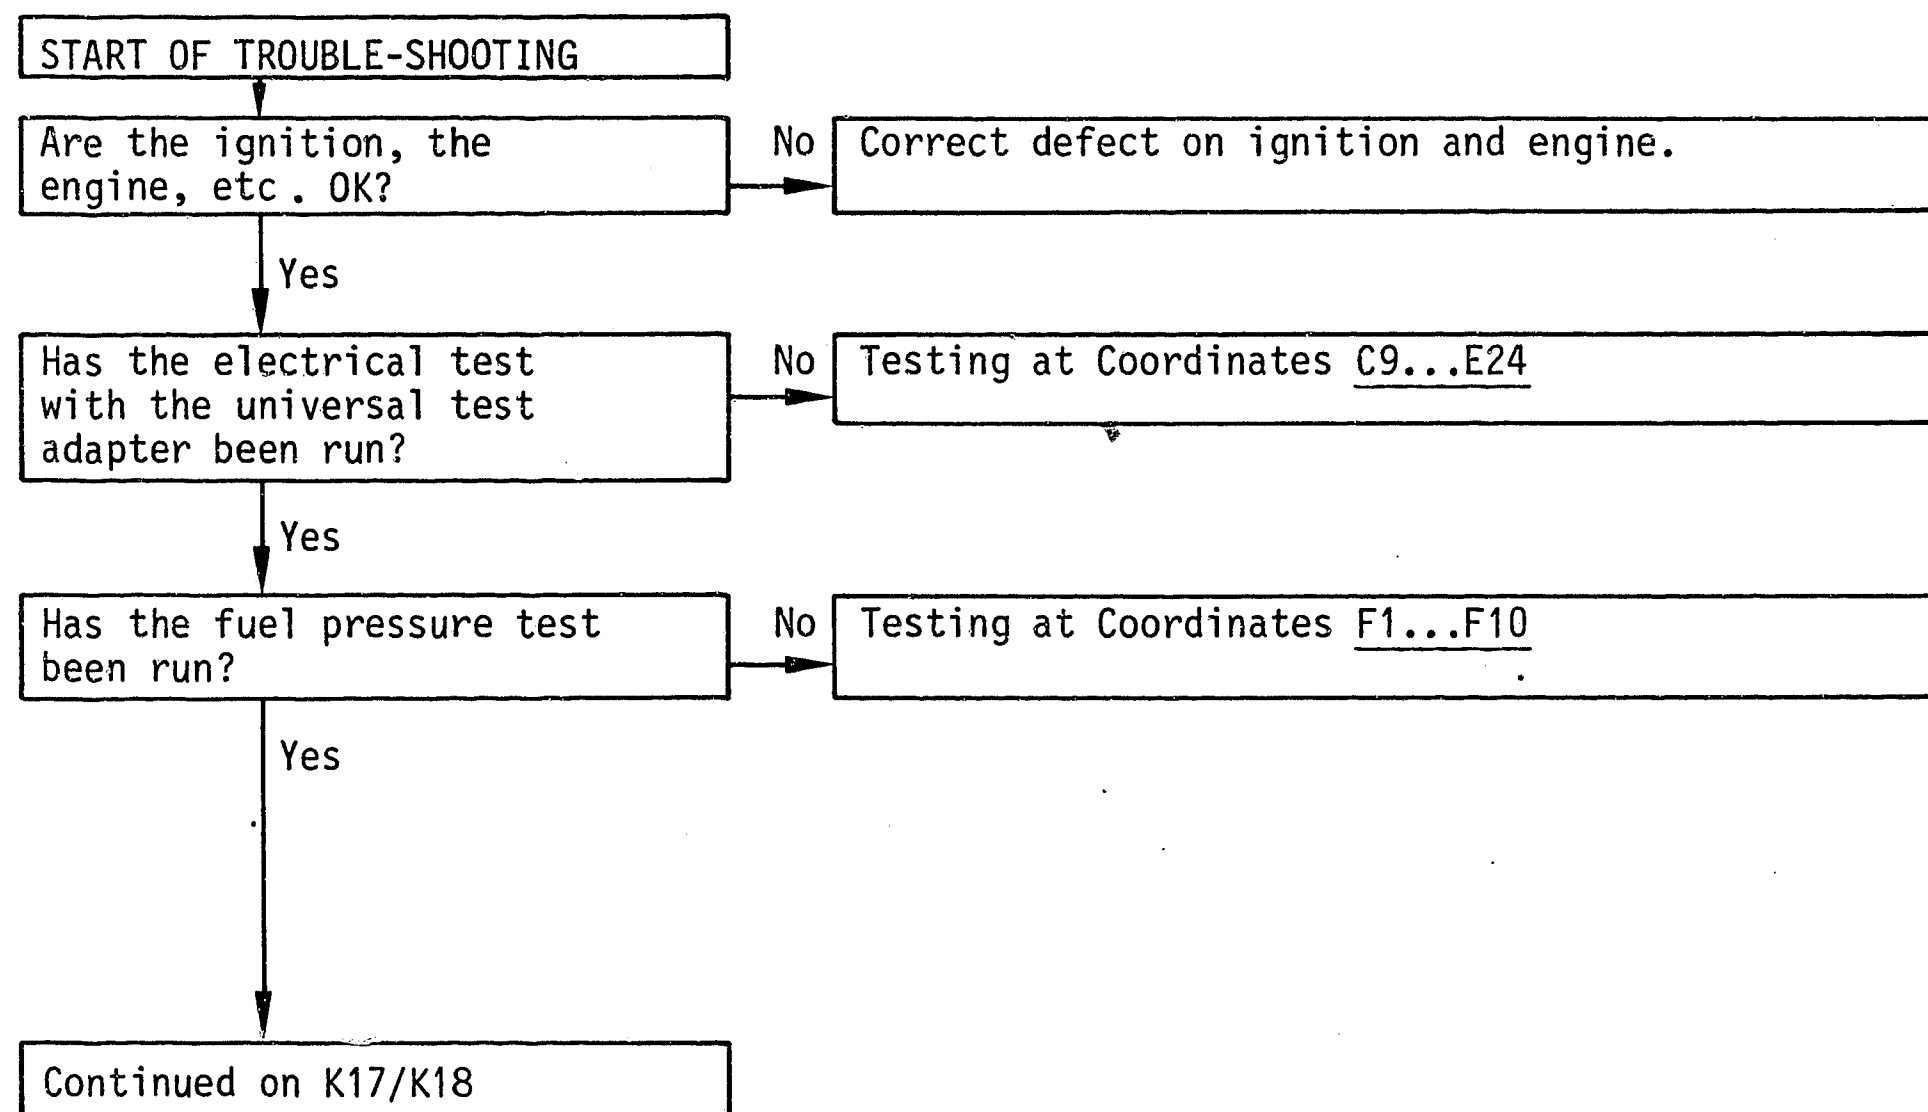 START OF TROUBLE-SHOOTING
Are the ignition, the
engine, etc . OK?
No
Correct defect on ignition and engine.
Yes
Has the electrical test
with the universal test
adapter been run?
No
Testing at Coordinates C9...E24
Yes
Has the fuel pressure test
been run?
No
Testing at Coordinates F1...F10
Yes
Continued on K17/K18